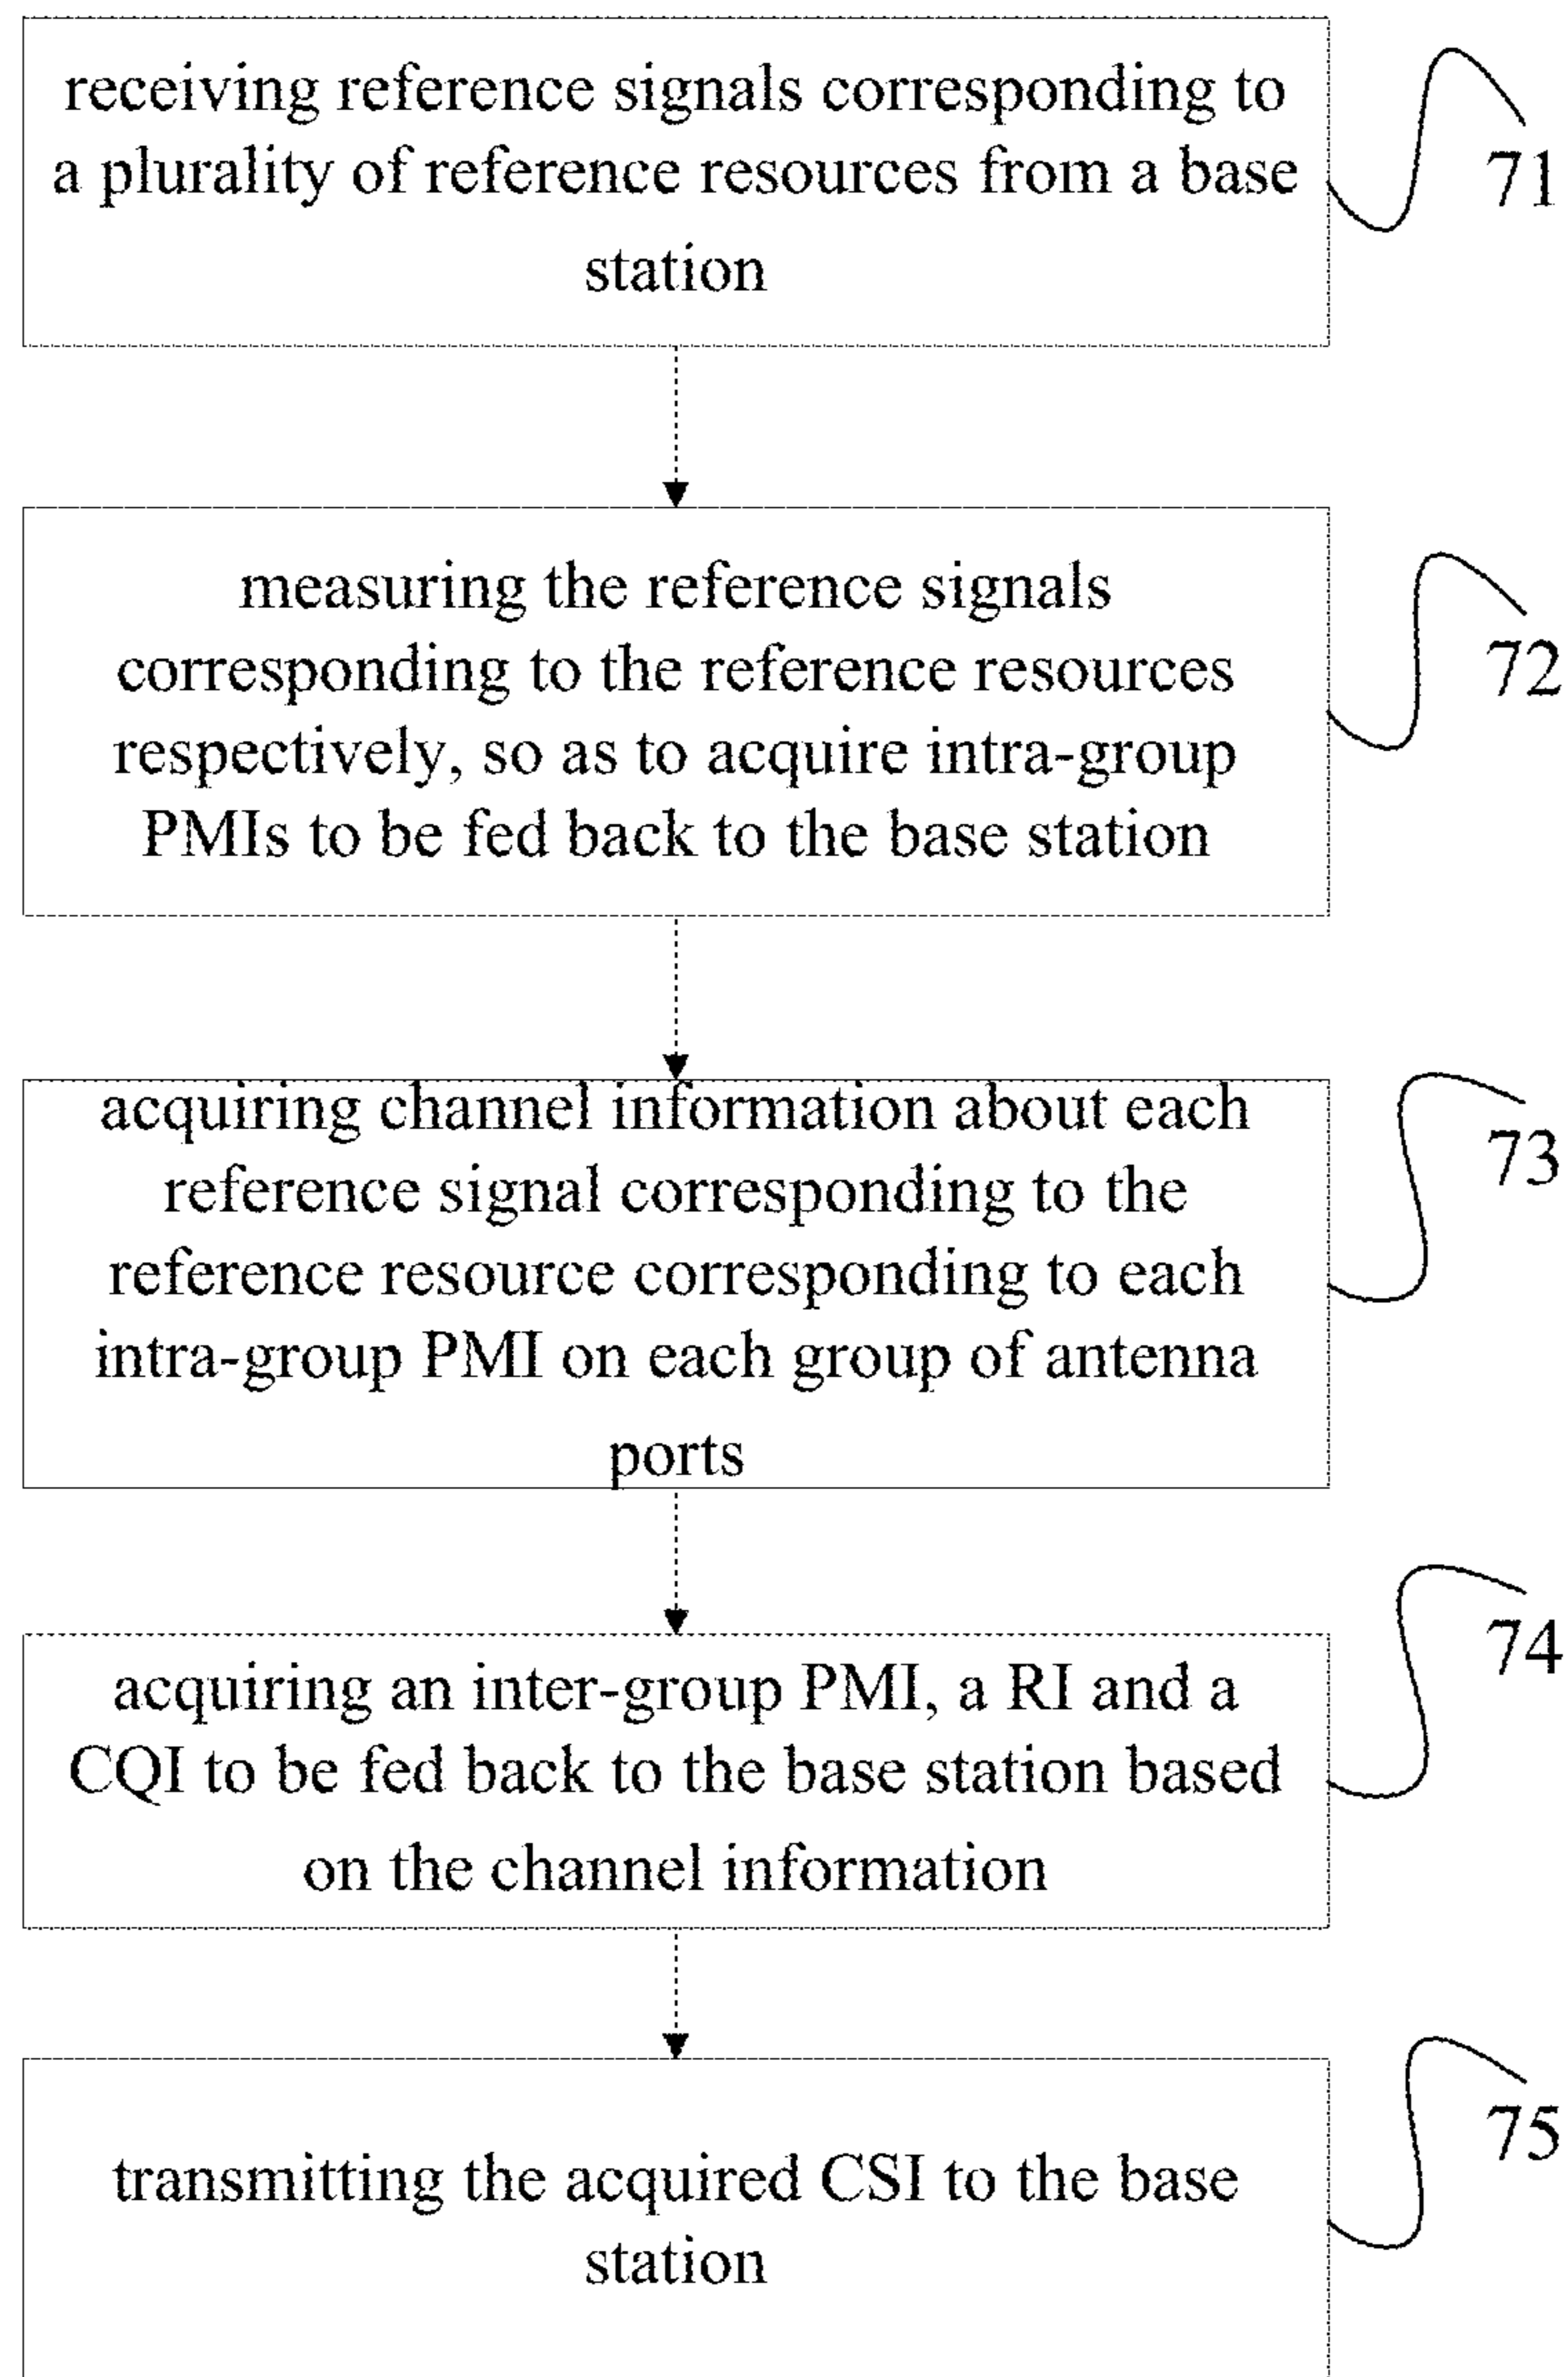 receiving reference signals corresponding to
a plurality of reference resources from a base
station
71
measuring the reference signals
corresponding to the reference resources
respectively, so as to acquire intra-group
PMIs to be fed back to the base station
72
acquiring channel information about each
reference signal corresponding to the
reference resource corresponding to each
intra-group PMI on each group of antenna
ports
73
acquiring an inter-group PMI, a RI and a
CQI to be fed back to the base station based
on the channel information
74
transmitting the acquired CSI to the base
station
75